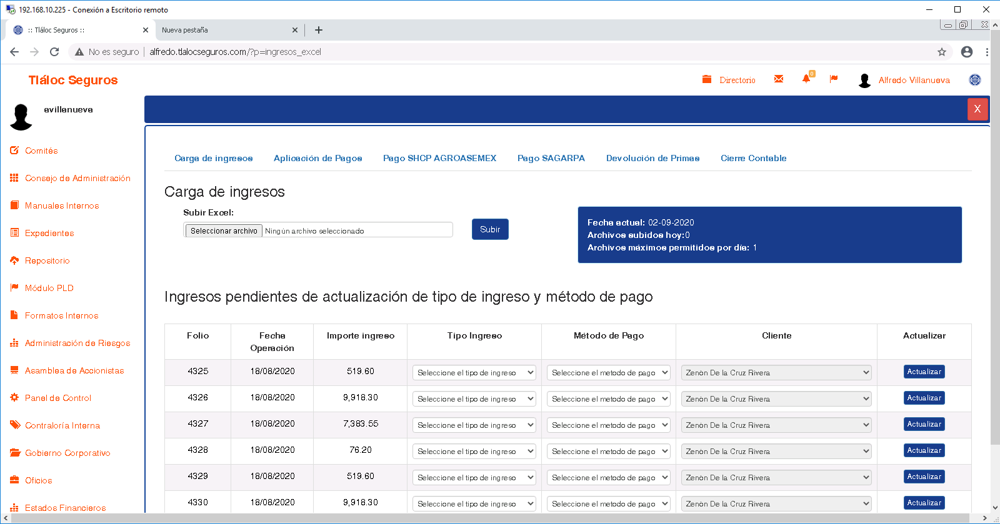 192.168.10.225 - Conexión a Escritorio remoto
:: Tláloc Seguros ::
Nueva pestaña
No es seguro | alfredo.tlalocseguros.com/?p=ingresos_excel
Tláloc Seguros
Directorio
0
Alfredo Villanueva
avillanueva
X
Comités
Consejo de Administración
Manuales Internos
Expedientes
Repositorio
Módulo PLD
Formatos Internos
Administración de Riesgos
Asamblea de Accionistas
Panel de Control
Contraloría Interna
Gobierno Corporativo
Oficios
Estados Financieros
Carga de ingresos Aplicación de Pagos Pago SHCP AGROASEMEX Pago SAGARPA Devolución de Primas Cierre Contable
Carga de ingresos
Subir Excel:
Seleccionar archivo Ningún archivo seleccionado
Subir
Fecha actual: 02-09-2020
Archivos subidos hoy:0
Archivos máximos permitidos por día: 1
Ingresos pendientes de actualización de tipo de ingreso y método de pago
Folio Fecha Operación Importe ingreso Tipo Ingreso Método de Pago Cliente Actualizar
4325 18/08/2020 519.60 Seleccione el tipo de ingreso Seleccione el metodo de pago Zenón De la Cruz Rivera Actualizar
4326 18/08/2020 9,918.30 Seleccione el tipo de ingreso Seleccione el metodo de pago Zenón De la Cruz Rivera Actualizar
4327 18/08/2020 7,383.55 Seleccione el tipo de ingreso Seleccione el metodo de pago Zenón De la Cruz Rivera Actualizar
4328 18/08/2020 76.20 Seleccione el tipo de ingreso Seleccione el metodo de pago Zenón De la Cruz Rivera Actualizar
4329 18/08/2020 519.60 Seleccione el tipo de ingreso Seleccione el metodo de pago Zenón De la Cruz Rivera Actualizar
4330 18/08/2020 9,918.30 Seleccione el tipo de ingreso Seleccione el metodo de pago Zenón De la Cruz Rivera Actualizar